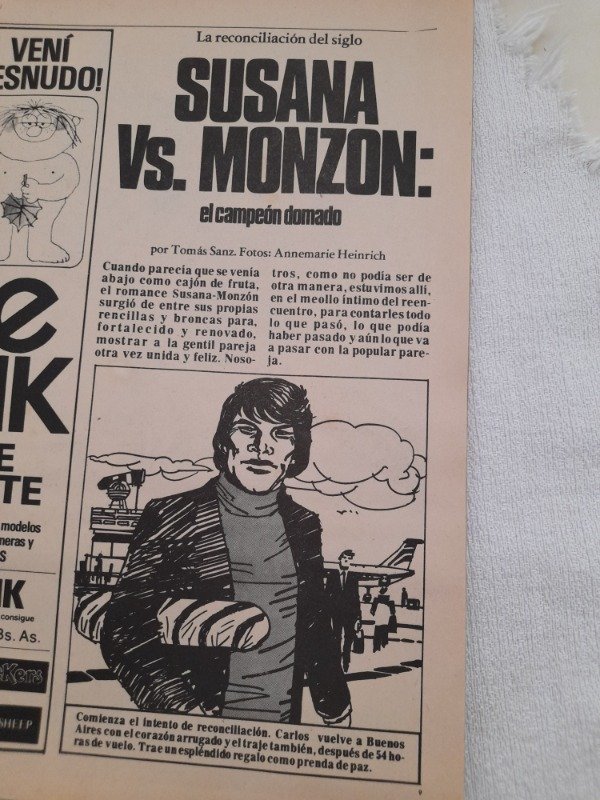 VENÍ
ESNUDO!
e
NK
E
TE
modelos
neras y
S
NK
consigue
Bs. As.
SHEEP
La reconciliación del siglo
SUSANA
Vs. MONZON:
el campeón domado
por Tomás Sanz. Fotos: Annemarie Heinrich
Cuando parecía que se venía
abajo como cajón de fruta,
el romance Susana-Monzón
surgió de entre sus propias
rencillas y broncas para,
fortalecido y renovado,
mostrar a la gentil pareja
otra vez unida y feliz. Noso-
tros, como no podía ser de
otra manera, estuvimos allí,
en el meollo íntimo del reen-
cuentro, para contarles todo
lo que pasó, lo que podía
haber pasado y aún lo que va
a pasar con la popular pare-
ja.
Comienza el intento de reconciliación. Carlos vuelve a Buenos
Aires con el corazón arrugado y el traje también, después de 54 ho-
ras de vuelo. Trae un espléndido regalo como prenda de paz.
9